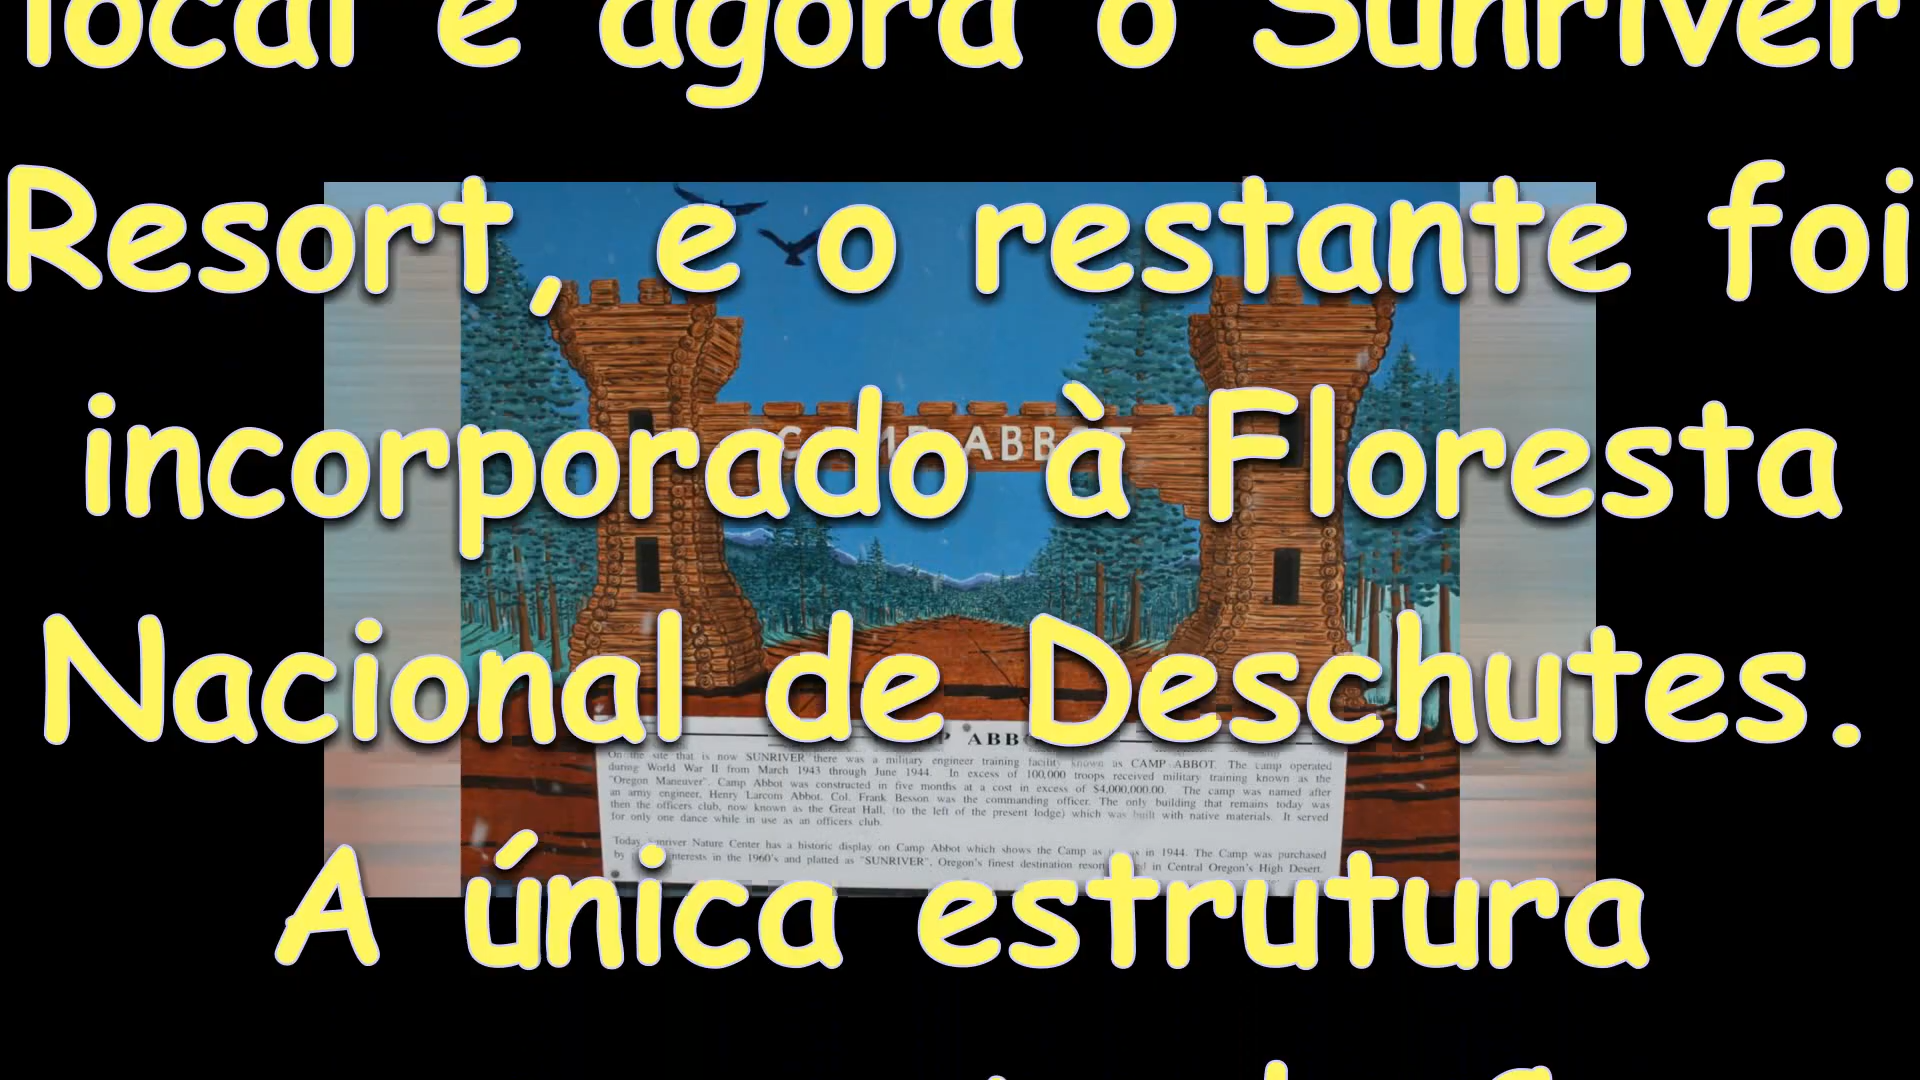 local é agora o Sunriver
Resort, e o restante foi
incorporado à Floresta
Nacional de Deschutes.
A única estrutura
CAMP ABBOT
ABBO
On the site that is now SUNRIVER there was a military engineer training facility known as CAMP ABBOT. The camp operated
during World War II from March 1943 through June 1944. In excess of 100,000 troops received military training known as the
"Oregon Maneuver". Camp Abbot was constructed in five months at a cost in excess of $4,000,000.00. The camp was named after
an army engineer, Henry Larcom Abbot. Col. Frank Besson was the commanding officer. The only building that remains today was
then the officers club, now known as the Great Hall, (to the left of the present lodge) which was built with native materials. It served
for only one dance while in use as an officers club.
Today, Sunriver Nature Center has a historic display on Camp Abbot which shows the Camp as it was in 1944. The Camp was purchased
by interests in the 1960's and platted as "SUNRIVER", Oregon's finest destination resort in Central Oregon's High Desert.